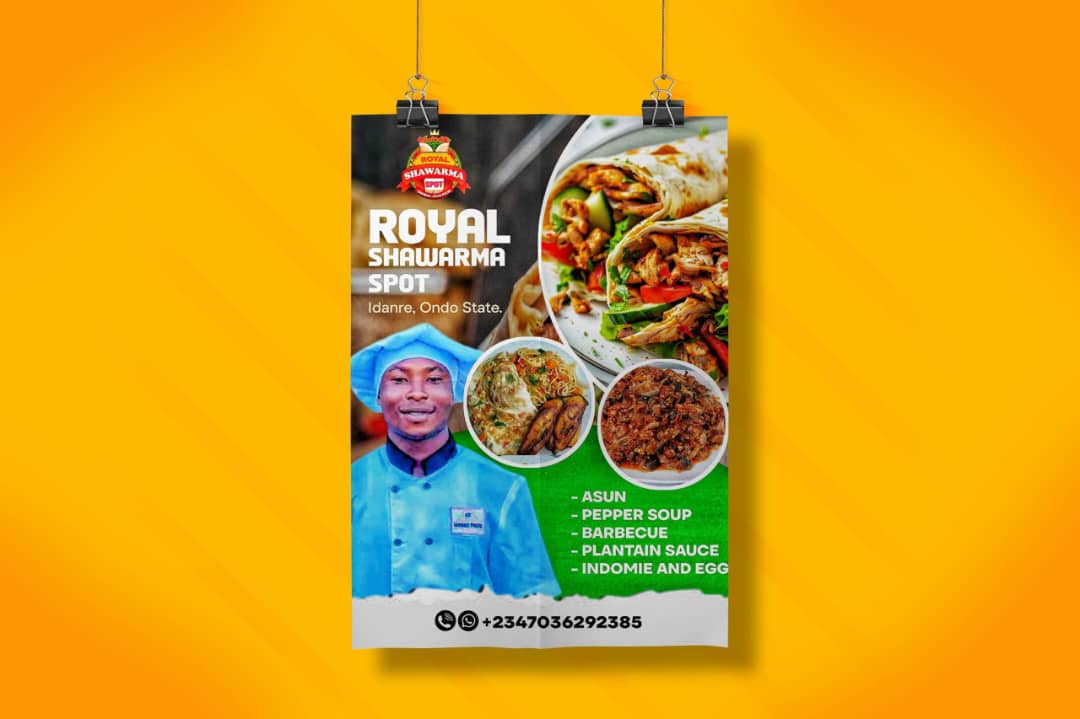 ROYAL
SHAWARMA
SPOT
ROYAL
SHAWARMA
SPOT
Idanre, Ondo State.
- ASUN
- PEPPER SOUP
- BARBECUE
- PLANTAIN SAUCE
- INDOMIE AND EGG
+2347036292385